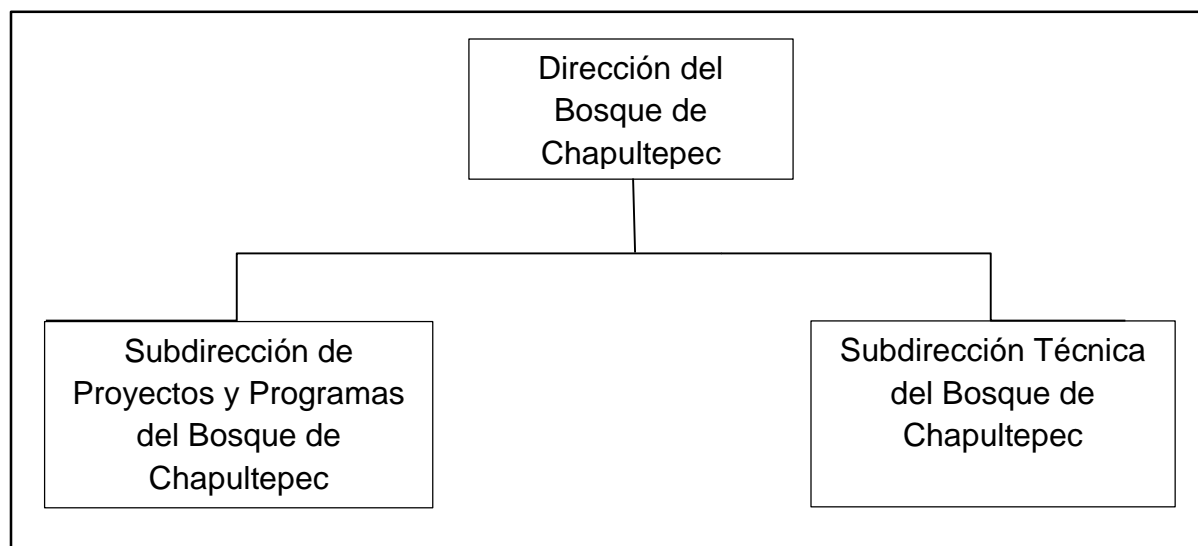 Dirección del
Bosque de
Chapultepec
Subdirección de
Proyectos y Programas
del Bosque de
Chapultepec
Subdirección Técnica
del Bosque de
Chapultepec